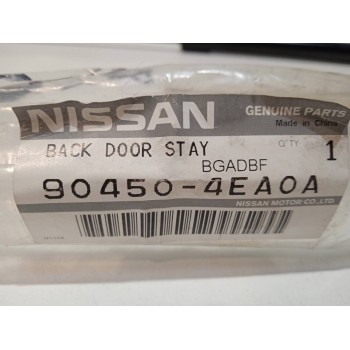 NISSAN
GENUINE PARTS
Made in China
BACK DOOR STAY
Q'TY 1
BGADBF
90450-4EA0A
NISSAN MOTOR CO.,LTD.